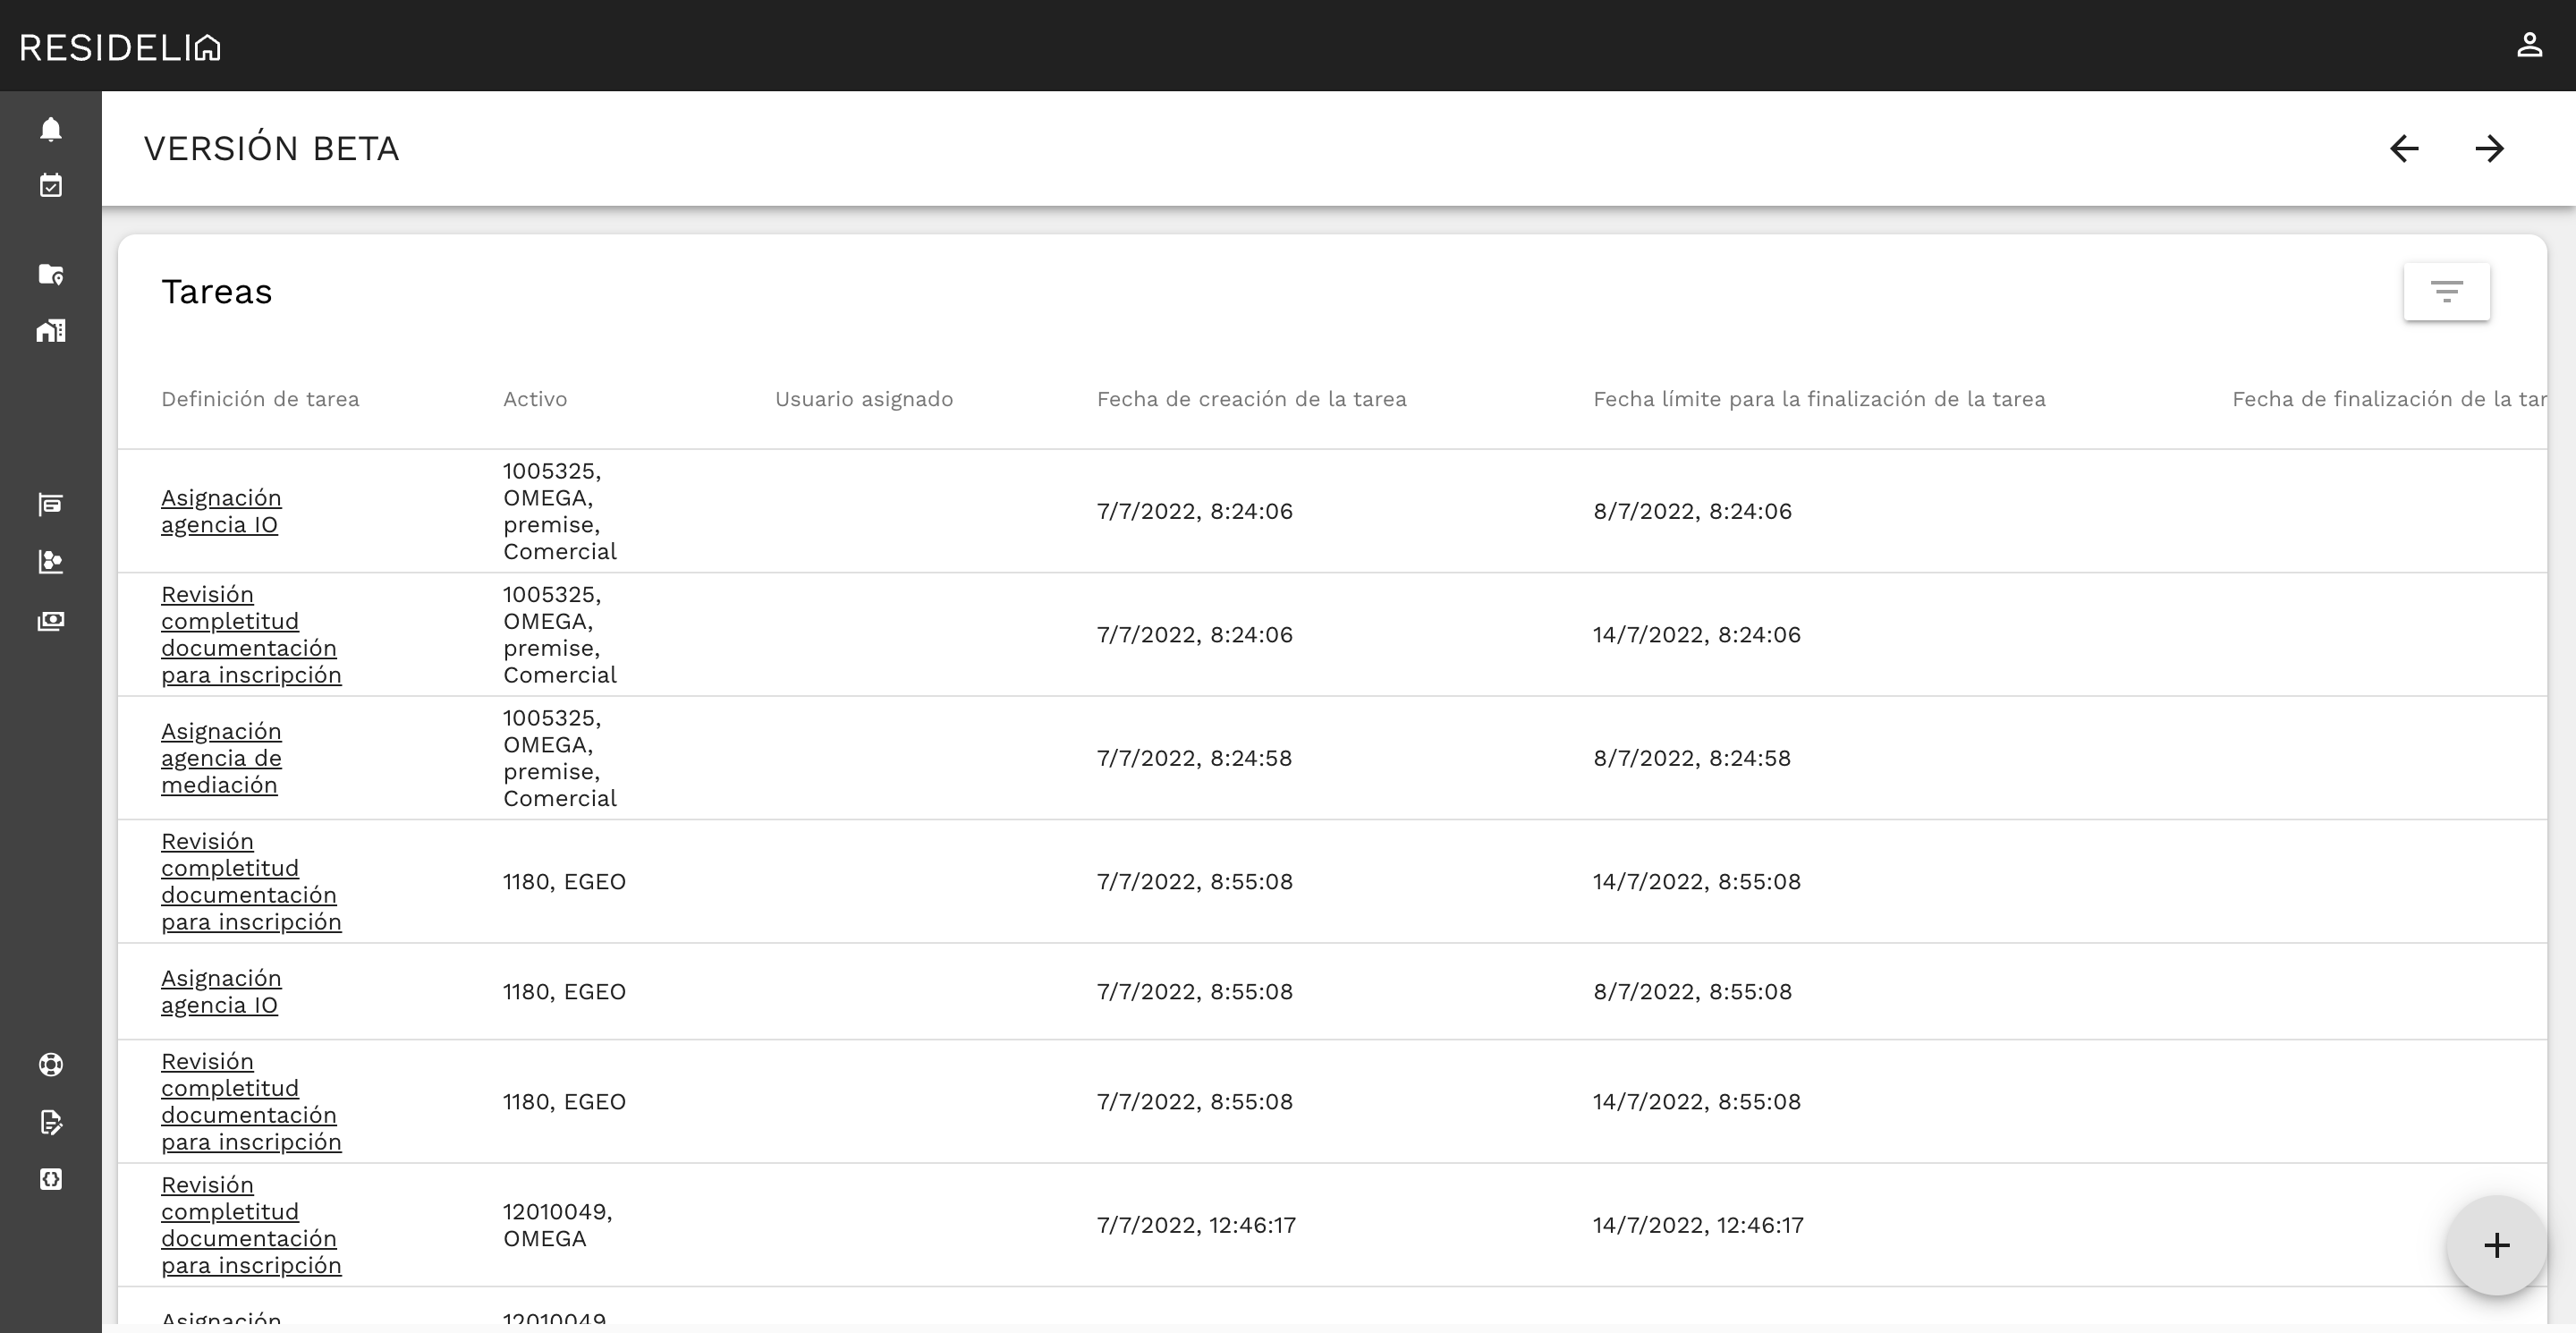 RESIDELIA
VERSIÓN BETA
Tareas
Definición de tarea
Activo
Usuario asignado
Fecha de creación de la tarea
Fecha límite para la finalización de la tarea
Fecha de finalización de la tar
Asignación
agencia IO
1005325,
OMEGA,
premise,
Comercial
7/7/2022, 8:24:06
8/7/2022, 8:24:06
Revisión
completitud
documentación
para inscripción
1005325,
OMEGA,
premise,
Comercial
7/7/2022, 8:24:06
14/7/2022, 8:24:06
Asignación
agencia de
mediación
1005325,
OMEGA,
premise,
Comercial
7/7/2022, 8:24:58
8/7/2022, 8:24:58
Revisión
completitud
documentación
para inscripción
1180, EGEO
7/7/2022, 8:55:08
14/7/2022, 8:55:08
Asignación
agencia IO
1180, EGEO
7/7/2022, 8:55:08
8/7/2022, 8:55:08
Revisión
completitud
documentación
para inscripción
1180, EGEO
7/7/2022, 8:55:08
14/7/2022, 8:55:08
Revisión
completitud
documentación
para inscripción
12010049,
OMEGA
7/7/2022, 12:46:17
14/7/2022, 12:46:17
Asignación
12010049,